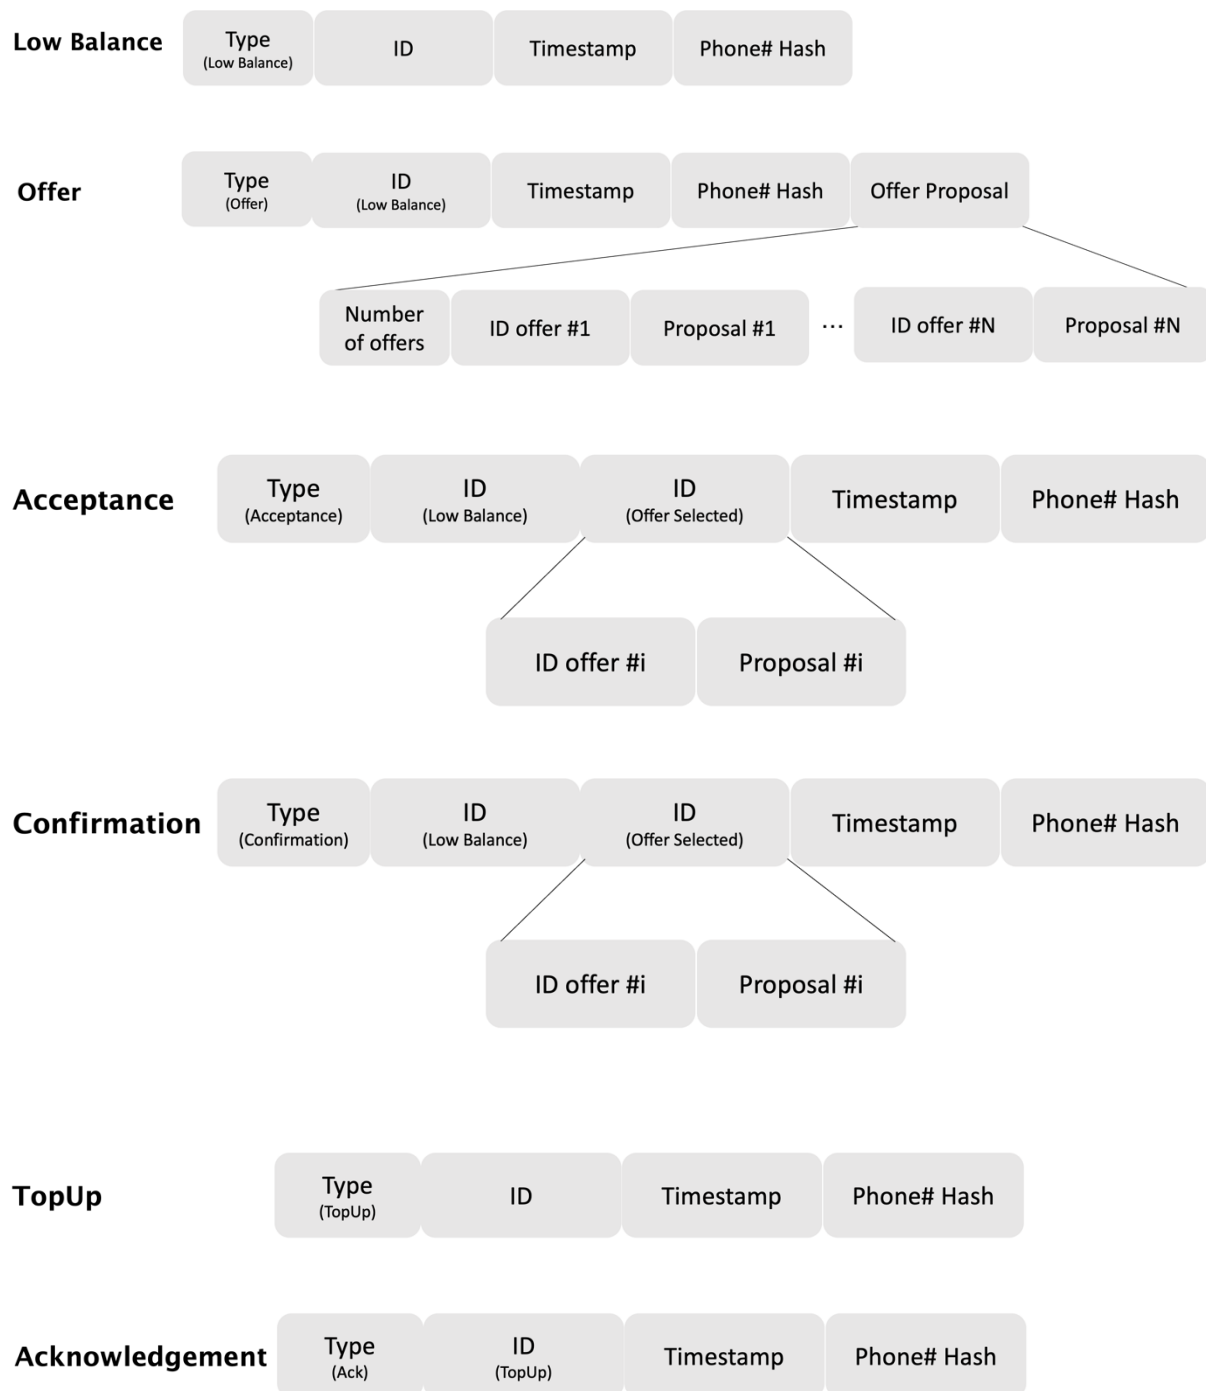 Low Balance
Type
(Low Balance)
ID
Timestamp
Phone# Hash
Offer
Type
(Offer)
ID
(Low Balance)
Timestamp
Phone# Hash
Offer Proposal
Number
of offers
ID offer #1
Proposal #1
...
ID offer #N
Proposal #N
Acceptance
Type
(Acceptance)
ID
(Low Balance)
ID
(Offer Selected)
Timestamp
Phone# Hash
ID offer #i
Proposal #i
Confirmation
Type
(Confirmation)
ID
(Low Balance)
ID
(Offer Selected)
Timestamp
Phone# Hash
ID offer #i
Proposal #i
TopUp
Type
(TopUp)
ID
Timestamp
Phone# Hash
Acknowledgement
Type
(Ack)
ID
(TopUp)
Timestamp
Phone# Hash